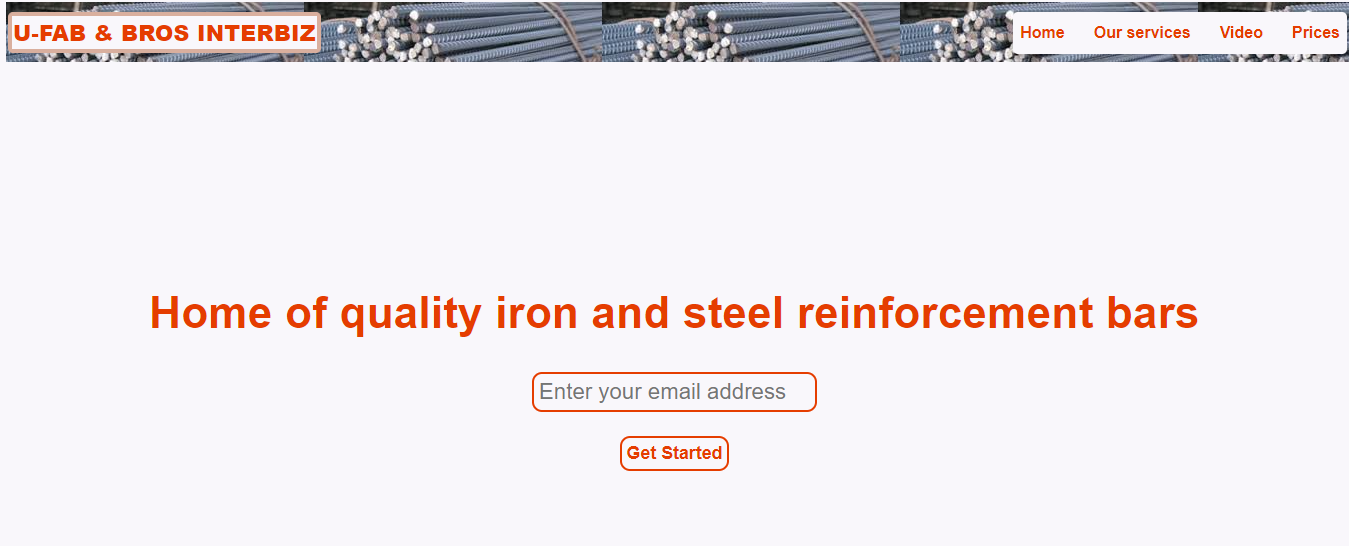 U-FAB & BROS INTERBIZ
Home Our services Video Prices
Home of quality iron and steel reinforcement bars
Enter your email address
Get Started